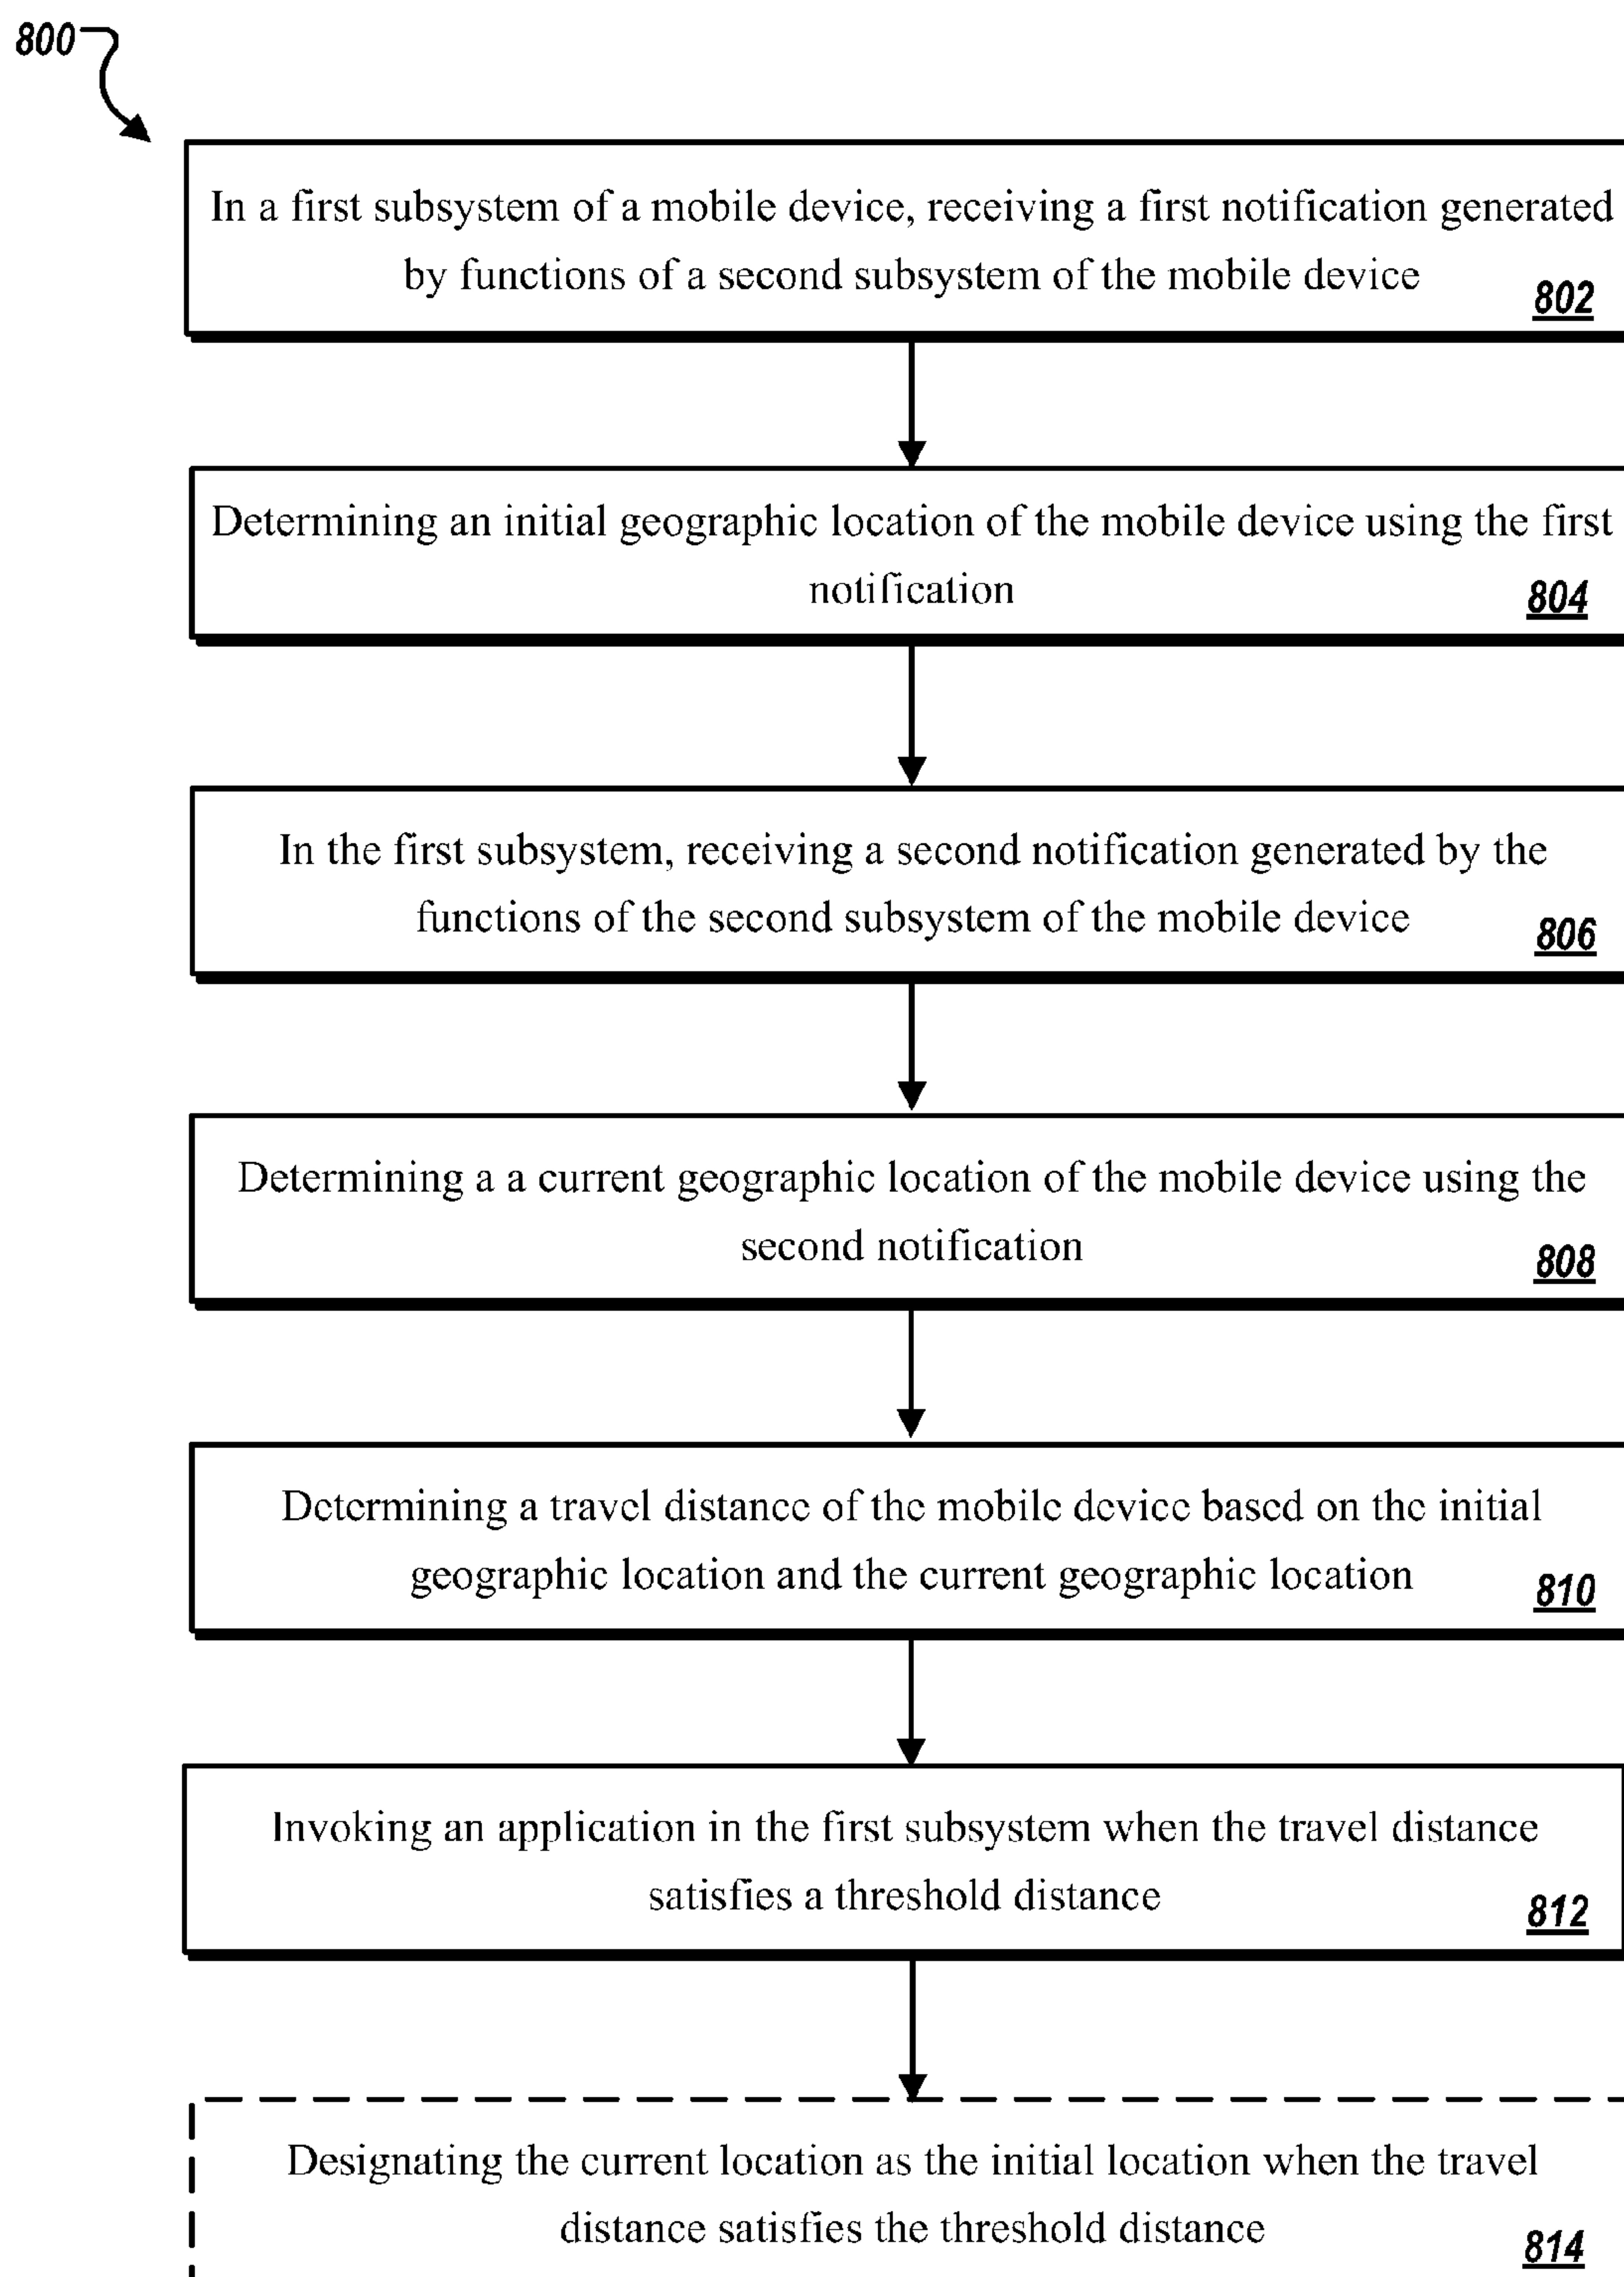 800
In a first subsystem of a mobile device, receiving a first notification generated
by functions of a second subsystem of the mobile device
802
Determining an initial geographic location of the mobile device using the first
notification
804
In the first subsystem, receiving a second notification generated by the
functions of the second subsystem of the mobile device
806
Determining a a current geographic location of the mobile device using the
second notification
808
Determining a travel distance of the mobile device based on the initial
geographic location and the current geographic location
810
Invoking an application in the first subsystem when the travel distance
satisfies a threshold distance
812
Designating the current location as the initial location when the travel
distance satisfies the threshold distance
814